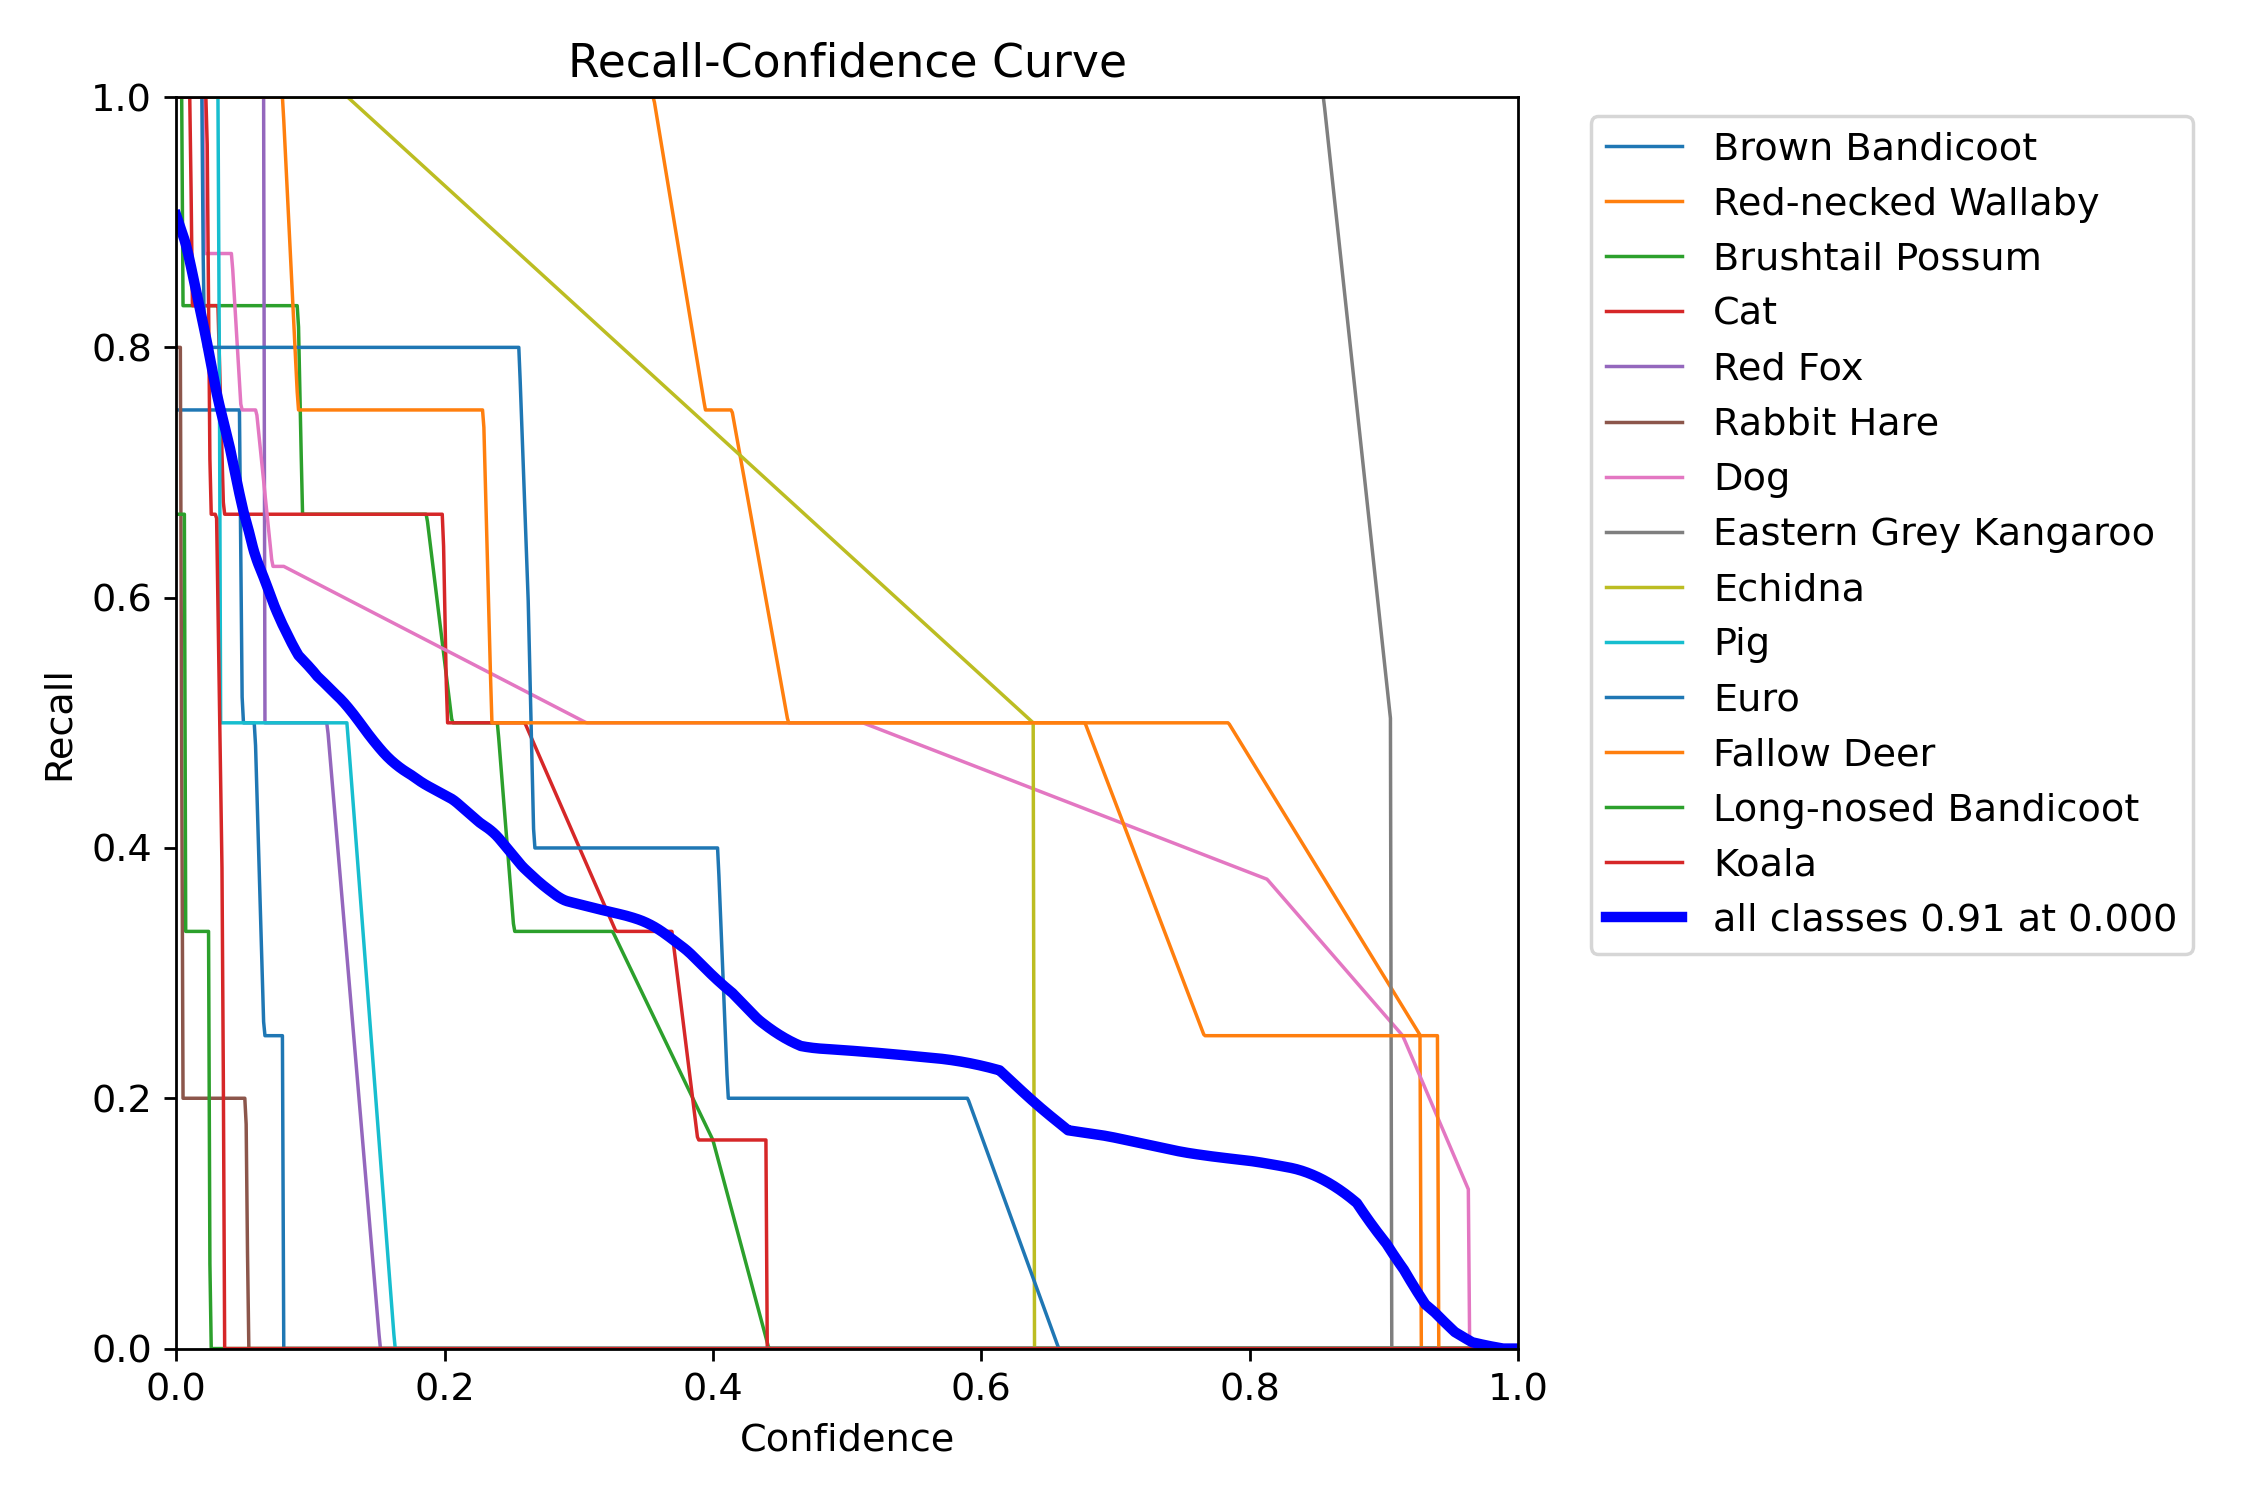 Recall-Confidence Curve
1.0
0.8
0.6
0.4
0.2
0.0
Recall
0.0 0.2 0.4 0.6 0.8 1.0
Confidence
Brown Bandicoot
Red-necked Wallaby
Brushtail Possum
Cat
Red Fox
Rabbit Hare
Dog
Eastern Grey Kangaroo
Echidna
Pig
Euro
Fallow Deer
Long-nosed Bandicoot
Koala
all classes 0.91 at 0.000